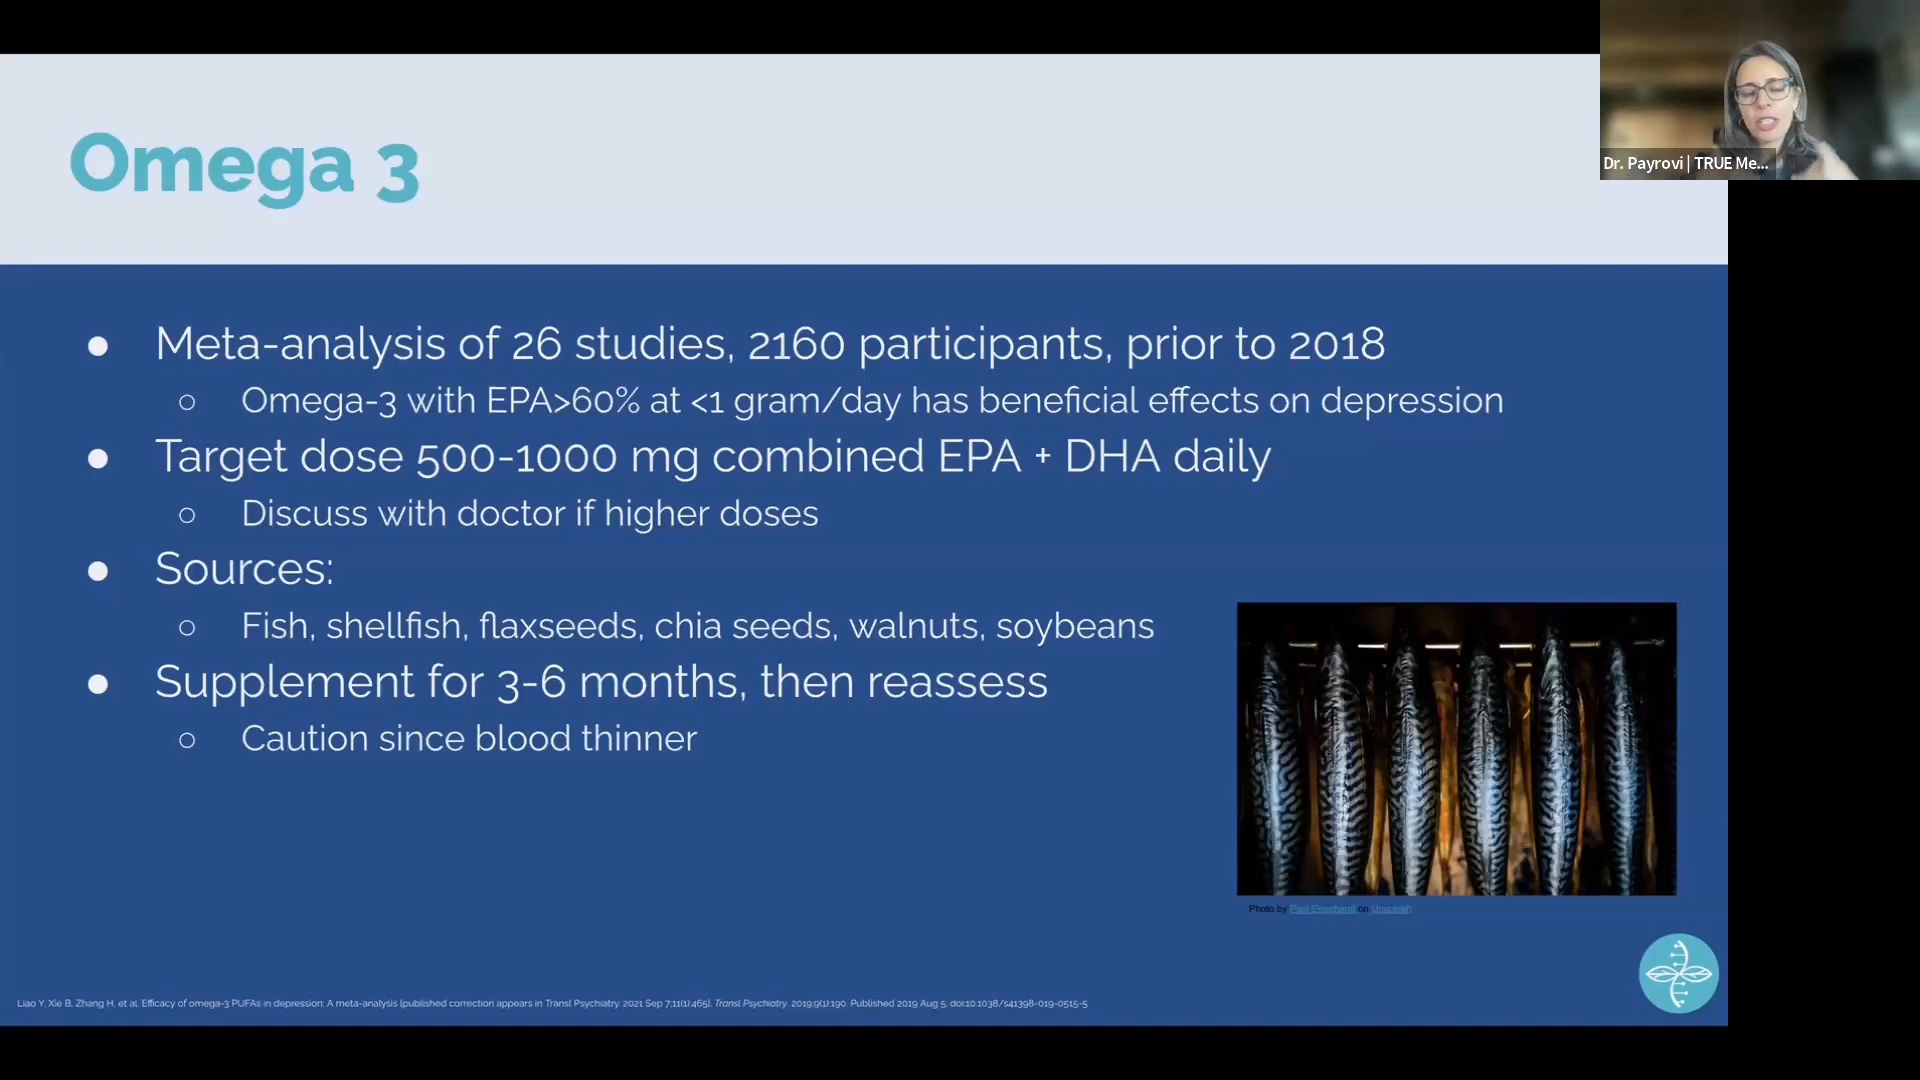 Dr. Payrovi | TRUE Me...
Omega 3
● Meta-analysis of 26 studies, 2160 participants, prior to 2018
○ Omega-3 with EPA>60% at <1 gram/day has beneficial effects on depression
● Target dose 500-1000 mg combined EPA + DHA daily
○ Discuss with doctor if higher doses
● Sources:
○ Fish, shellfish, flaxseeds, chia seeds, walnuts, soybeans
● Supplement for 3-6 months, then reassess
○ Caution since blood thinner
Photo by Paul Einerhand on Unsplash
Liao Y, Xie B, Zhang H, et al. Efficacy of omega-3 PUFAs in depression: A meta-analysis [published correction appears in Transl Psychiatry. 2021 Sep 7;11(1):465]. Transl Psychiatry. 2019;9(1):190. Published 2019 Aug 5. doi:10.1038/s41398-019-0515-5